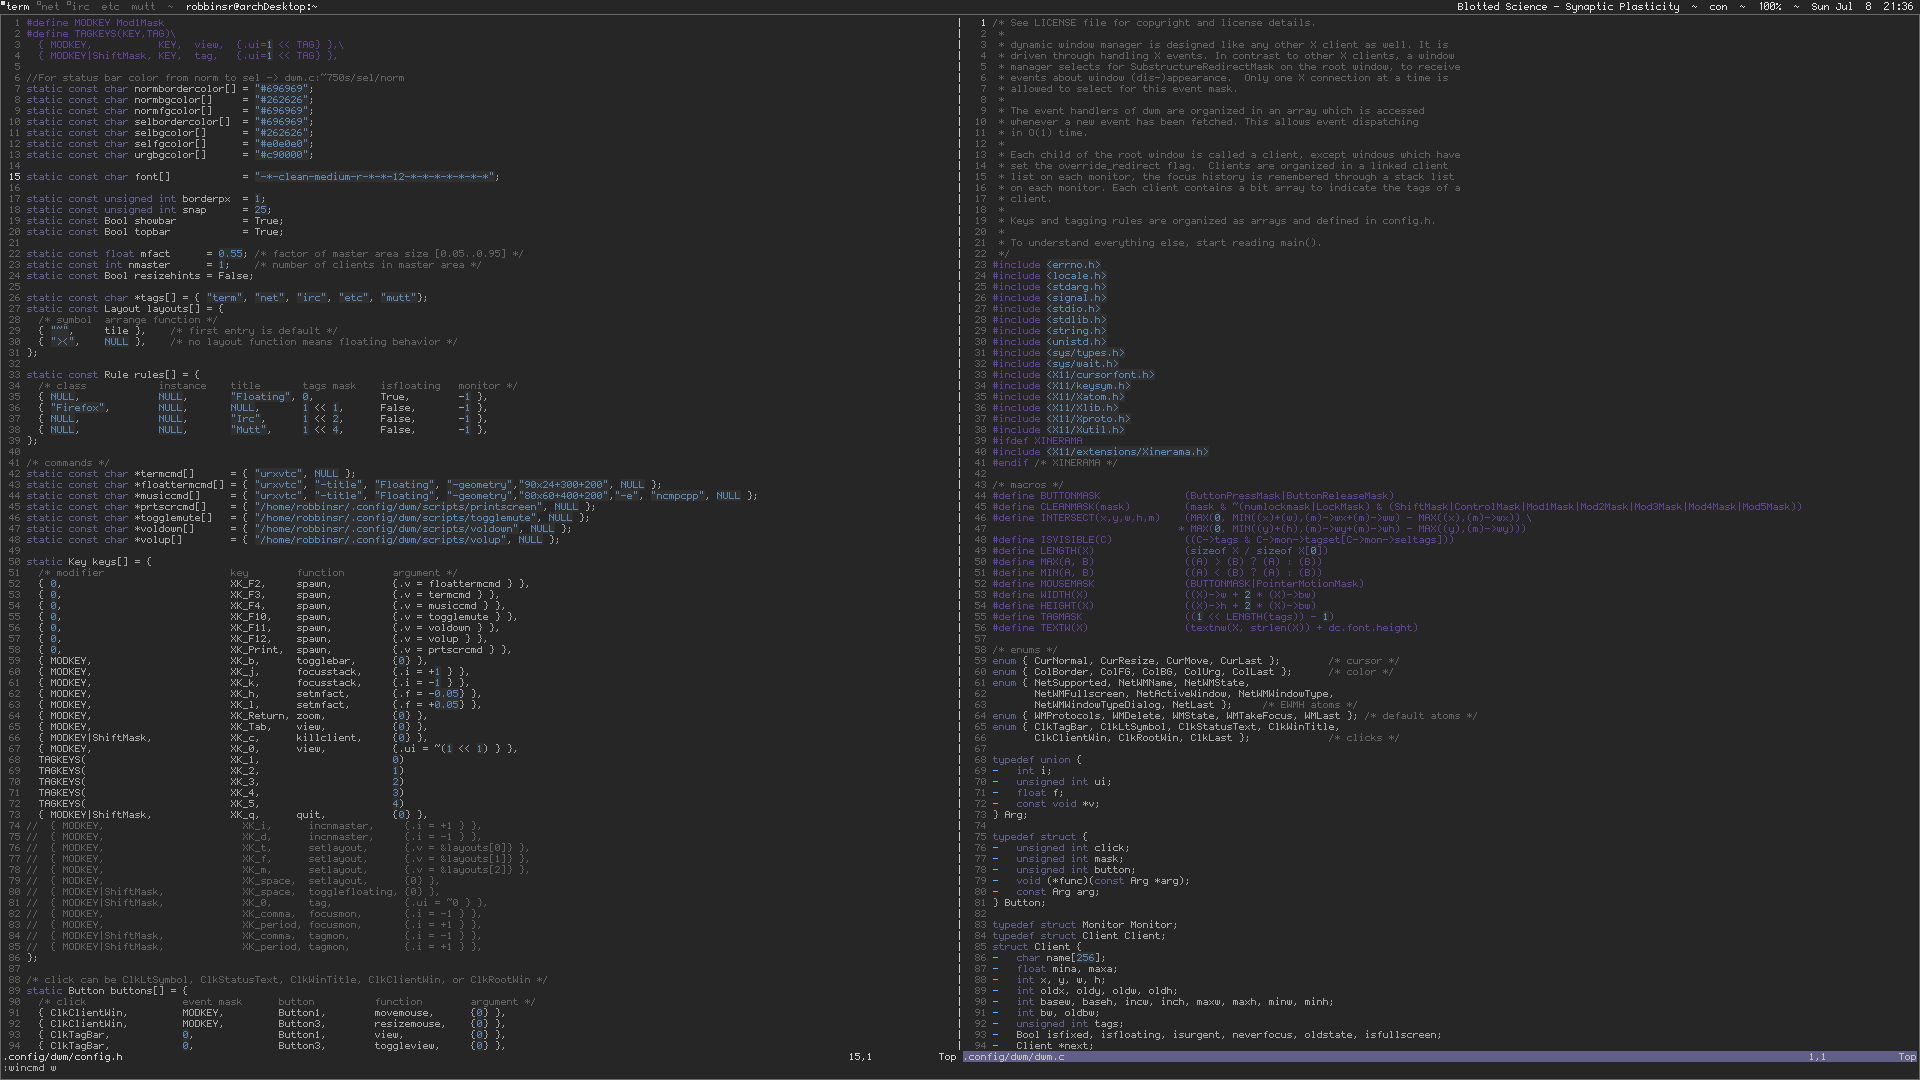 term net irc etc mutt ~ robbinsr@archDesktop:~
Blotted Science - Synaptic Plasticity ~ con ~ 100% ~ Sun Jul 8 21:36
1 #define MODKEY Mod1Mask
2 #define TAGKEYS(KEY,TAG)\
3 { MODKEY, KEY, view, {.ui=1 << TAG} },\
4 { MODKEY|ShiftMask, KEY, tag, {.ui=1 << TAG} },
5
6 //For status bar color from norm to sel -> dwm.c:~750s/sel/norm
7 static const char normbordercolor[] = "#696969";
8 static const char normbgcolor[] = "#262626";
9 static const char normfgcolor[] = "#696969";
10 static const char selbordercolor[] = "#696969";
11 static const char selbgcolor[] = "#262626";
12 static const char selfgcolor[] = "#e0e0e0";
13 static const char urgbgcolor[] = "#c90000";
14
15 static const char font[] = "-*-clean-medium-r-*-*-12-*-*-*-*-*-*-*";
16
17 static const unsigned int borderpx = 1;
18 static const unsigned int snap = 25;
19 static const Bool showbar = True;
20 static const Bool topbar = True;
21
22 static const float mfact = 0.55; /* factor of master area size [0.05..0.95] */
23 static const int nmaster = 1; /* number of clients in master area */
24 static const Bool resizehints = False;
25
26 static const char *tags[] = { "term", "net", "irc", "etc", "mutt"};
27 static const Layout layouts[] = {
28 /* symbol arrange function */
29 { "~", tile }, /* first entry is default */
30 { "><", NULL }, /* no layout function means floating behavior */
31 };
32
33 static const Rule rules[] = {
34 /* class instance title tags mask isfloating monitor */
35 { NULL, NULL, "Floating", 0, True, -1 },
36 { "Firefox", NULL, NULL, 1 << 1, False, -1 },
37 { NULL, NULL, "Irc", 1 << 2, False, -1 },
38 { NULL, NULL, "Mutt", 1 << 4, False, -1 },
39 };
40
41 /* commands */
42 static const char *termcmd[] = { "urxvtc", NULL };
43 static const char *floattermcmd[] = { "urxvtc", "-title", "Floating", "-geometry","90x24+300+200", NULL };
44 static const char *musiccmd[] = { "urxvtc", "-title", "Floating", "-geometry","80x60+400+200","-e", "ncmpcpp", NULL };
45 static const char *prtscrcmd[] = { "/home/robbinsr/.config/dwm/scripts/printscreen", NULL };
46 static const char *togglemute[] = { "/home/robbinsr/.config/dwm/scripts/togglemute", NULL };
47 static const char *voldown[] = { "/home/robbinsr/.config/dwm/scripts/voldown", NULL };
48 static const char *volup[] = { "/home/robbinsr/.config/dwm/scripts/volup", NULL };
49
50 static Key keys[] = {
51 /* modifier key function argument */
52 { 0, XK_F2, spawn, {.v = floattermcmd } },
53 { 0, XK_F3, spawn, {.v = termcmd } },
54 { 0, XK_F4, spawn, {.v = musiccmd } },
55 { 0, XK_F10, spawn, {.v = togglemute } },
56 { 0, XK_F11, spawn, {.v = voldown } },
57 { 0, XK_F12, spawn, {.v = volup } },
58 { 0, XK_Print, spawn, {.v = prtscrcmd } },
59 { MODKEY, XK_b, togglebar, {0} },
60 { MODKEY, XK_j, focusstack, {.i = +1 } },
61 { MODKEY, XK_k, focusstack, {.i = -1 } },
62 { MODKEY, XK_h, setmfact, {.f = -0.05} },
63 { MODKEY, XK_l, setmfact, {.f = +0.05} },
64 { MODKEY, XK_Return, zoom, {0} },
65 { MODKEY, XK_Tab, view, {0} },
66 { MODKEY|ShiftMask, XK_c, killclient, {0} },
67 { MODKEY, XK_0, view, {.ui = ~(1 << 1) } },
68 TAGKEYS( XK_1, 0)
69 TAGKEYS( XK_2, 1)
70 TAGKEYS( XK_3, 2)
71 TAGKEYS( XK_4, 3)
72 TAGKEYS( XK_5, 4)
73 { MODKEY|ShiftMask, XK_q, quit, {0} },
74 // { MODKEY, XK_i, incnmaster, {.i = +1 } },
75 // { MODKEY, XK_d, incnmaster, {.i = -1 } },
76 // { MODKEY, XK_t, setlayout, {.v = &layouts[0]} },
77 // { MODKEY, XK_f, setlayout, {.v = &layouts[1]} },
78 // { MODKEY, XK_m, setlayout, {.v = &layouts[2]} },
79 // { MODKEY, XK_space, setlayout, {0} },
80 // { MODKEY|ShiftMask, XK_space, togglefloating, {0} },
81 // { MODKEY|ShiftMask, XK_0, tag, {.ui = ~0 } },
82 // { MODKEY, XK_comma, focusmon, {.i = -1 } },
83 // { MODKEY, XK_period, focusmon, {.i = +1 } },
84 // { MODKEY|ShiftMask, XK_comma, tagmon, {.i = -1 } },
85 // { MODKEY|ShiftMask, XK_period, tagmon, {.i = +1 } },
86 };
87
88 /* click can be ClkLtSymbol, ClkStatusText, ClkWinTitle, ClkClientWin, or ClkRootWin */
89 static Button buttons[] = {
90 /* click event mask button function argument */
91 { ClkClientWin, MODKEY, Button1, movemouse, {0} },
92 { ClkClientWin, MODKEY, Button3, resizemouse, {0} },
93 { ClkTagBar, 0, Button1, view, {0} },
94 { ClkTagBar, 0, Button3, toggleview, {0} },
.config/dwm/config.h 15,1 Top
:wincmd w
1 /* See LICENSE file for copyright and license details.
2 *
3 * dynamic window manager is designed like any other X client as well. It is
4 * driven through handling X events. In contrast to other X clients, a window
5 * manager selects for SubstructureRedirectMask on the root window, to receive
6 * events about window (dis-)appearance. Only one X connection at a time is
7 * allowed to select for this event mask.
8 *
9 * The event handlers of dwm are organized in an array which is accessed
10 * whenever a new event has been fetched. This allows event dispatching
11 * in O(1) time.
12 *
13 * Each child of the root window is called a client, except windows which have
14 * set the override_redirect flag. Clients are organized in a linked client
15 * list on each monitor, the focus history is remembered through a stack list
16 * on each monitor. Each client contains a bit array to indicate the tags of a
17 * client.
18 *
19 * Keys and tagging rules are organized as arrays and defined in config.h.
20 *
21 * To understand everything else, start reading main().
22 */
23 #include <errno.h>
24 #include <locale.h>
25 #include <stdarg.h>
26 #include <signal.h>
27 #include <stdio.h>
28 #include <stdlib.h>
29 #include <string.h>
30 #include <unistd.h>
31 #include <sys/types.h>
32 #include <sys/wait.h>
33 #include <X11/cursorfont.h>
34 #include <X11/keysym.h>
35 #include <X11/Xatom.h>
36 #include <X11/Xlib.h>
37 #include <X11/Xproto.h>
38 #include <X11/Xutil.h>
39 #ifdef XINERAMA
40 #include <X11/extensions/Xinerama.h>
41 #endif /* XINERAMA */
42
43 /* macros */
44 #define BUTTONMASK (ButtonPressMask|ButtonReleaseMask)
45 #define CLEANMASK(mask) (mask & ~(numlockmask|LockMask) & (ShiftMask|ControlMask|Mod1Mask|Mod2Mask|Mod3Mask|Mod4Mask|Mod5Mask))
46 #define INTERSECT(x,y,w,h,m) (MAX(0, MIN((x)+(w),(m)->wx+(m)->ww) - MAX((x),(m)->wx)) \
47 * MAX(0, MIN((y)+(h),(m)->wy+(m)->wh) - MAX((y),(m)->wy)))
48 #define ISVISIBLE(C) ((C->tags & C->mon->tagset[C->mon->seltags]))
49 #define LENGTH(X) (sizeof X / sizeof X[0])
50 #define MAX(A, B) ((A) > (B) ? (A) : (B))
51 #define MIN(A, B) ((A) < (B) ? (A) : (B))
52 #define MOUSEMASK (BUTTONMASK|PointerMotionMask)
53 #define WIDTH(X) ((X)->w + 2 * (X)->bw)
54 #define HEIGHT(X) ((X)->h + 2 * (X)->bw)
55 #define TAGMASK ((1 << LENGTH(tags)) - 1)
56 #define TEXTW(X) (textnw(X, strlen(X)) + dc.font.height)
57
58 /* enums */
59 enum { CurNormal, CurResize, CurMove, CurLast }; /* cursor */
60 enum { ColBorder, ColFG, ColBG, ColUrg, ColLast }; /* color */
61 enum { NetSupported, NetWMName, NetWMState,
62 NetWMFullscreen, NetActiveWindow, NetWMWindowType,
63 NetWMWindowTypeDialog, NetLast }; /* EWMH atoms */
64 enum { WMProtocols, WMDelete, WMState, WMTakeFocus, WMLast }; /* default atoms */
65 enum { ClkTagBar, ClkLtSymbol, ClkStatusText, ClkWinTitle,
66 ClkClientWin, ClkRootWin, ClkLast }; /* clicks */
67
68 typedef union {
69 - int i;
70 - unsigned int ui;
71 - float f;
72 - const void *v;
73 } Arg;
74
75 typedef struct {
76 - unsigned int click;
77 - unsigned int mask;
78 - unsigned int button;
79 - void (*func)(const Arg *arg);
80 - const Arg arg;
81 } Button;
82
83 typedef struct Monitor Monitor;
84 typedef struct Client Client;
85 struct Client {
86 - char name[256];
87 - float mina, maxa;
88 - int x, y, w, h;
89 - int oldx, oldy, oldw, oldh;
90 - int basew, baseh, incw, inch, maxw, maxh, minw, minh;
91 - int bw, oldbw;
92 - unsigned int tags;
93 - Bool isfixed, isfloating, isurgent, neverfocus, oldstate, isfullscreen;
94 - Client *next;
.config/dwm/dwm.c 1,1 Top